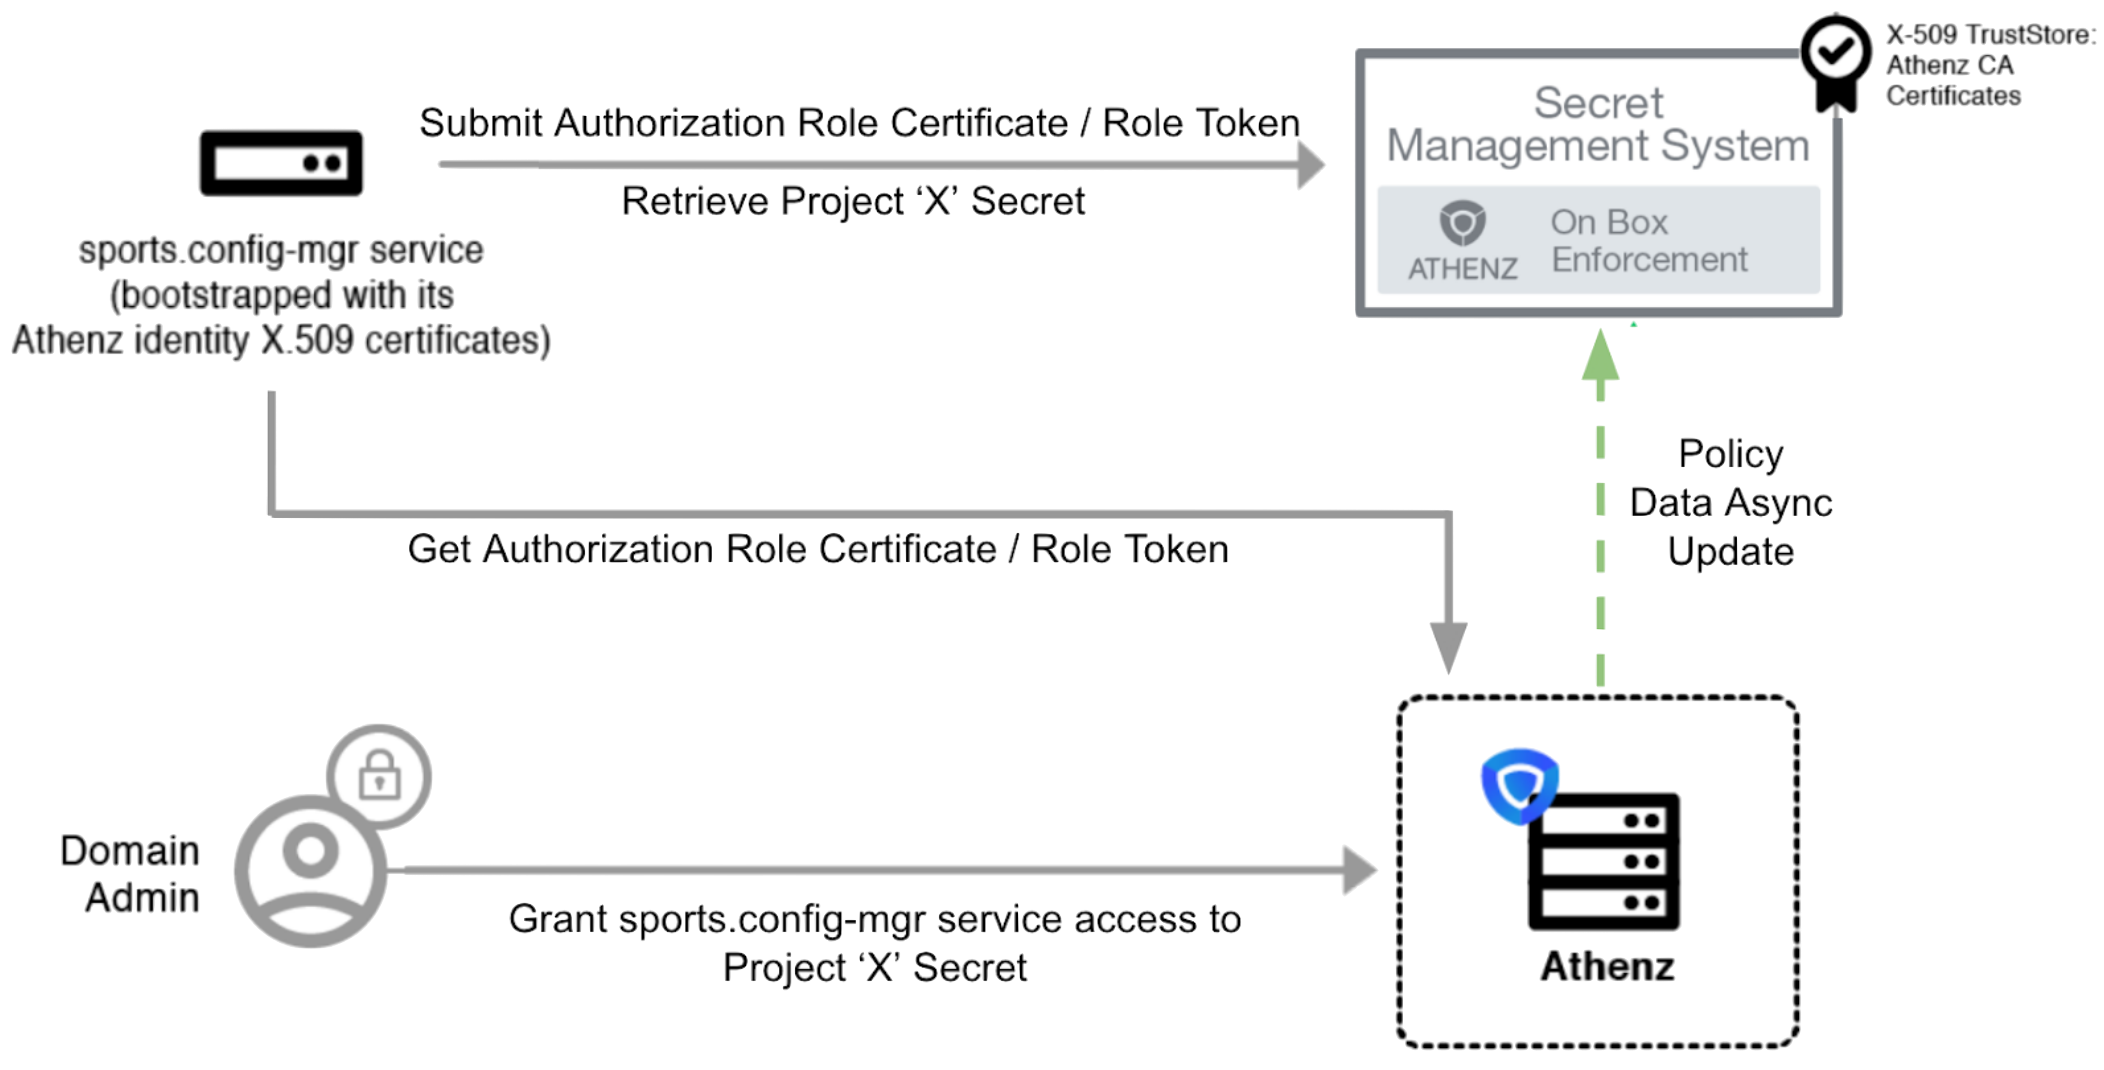 X-509 TrustStore:
Athenz CA
Certificates
Submit Authorization Role Certificate / Role Token
Retrieve Project ‘X’ Secret
Secret
Management System
ATHENZ
On Box
Enforcement
sports.config-mgr service
(bootstrapped with its
Athenz identity X.509 certificates)
Policy
Data Async
Update
Get Authorization Role Certificate / Role Token
Domain
Admin
Grant sports.config-mgr service access to
Project ‘X’ Secret
Athenz